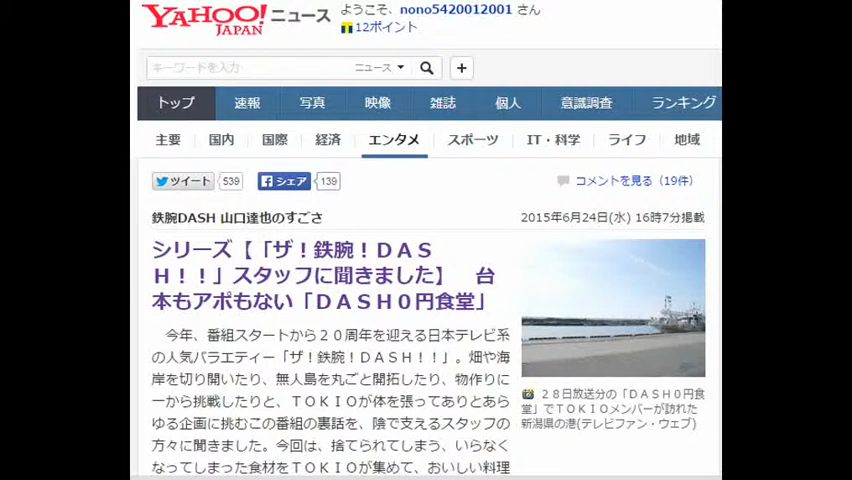 YAHOO! JAPAN ニュース
ようこそ、nono5420012001 さん
12ポイント
キーワードを入力 ニュース
トップ 速報 写真 映像 雑誌 個人 意識調査 ランキング
主要 国内 国際 経済 エンタメ スポーツ IT・科学 ライフ 地域
ツイート 539 シェア 139 コメントを見る（19件）
鉄腕DASH 山口達也のすごさ
2015年6月24日(水) 16時7分掲載
シリーズ【「ザ！鉄腕！ＤＡＳ
Ｈ！！」スタッフに聞きました】　台
本もアポもない「ＤＡＳＨ０円食堂」
今年、番組スタートから２０周年を迎える日本テレビ系
の人気バラエティー「ザ！鉄腕！ＤＡＳＨ！！」。畑や海
岸を切り開いたり、無人島を丸ごと開拓したり、物作りに
一から挑戦したりと、ＴＯＫＩＯが体を張ってありとあら
ゆる企画に挑むこの番組の裏話を、陰で支えるスタッフの
方々に聞きました。今回は、捨てられてしまう、いらなく
なってしまった食材をＴＯＫＩＯが集めて、おいしい料理
２８日放送分の「ＤＡＳＨ０円食
堂」でＴＯＫＩＯメンバーが訪れた
新潟県の港(テレビファン・ウェブ)